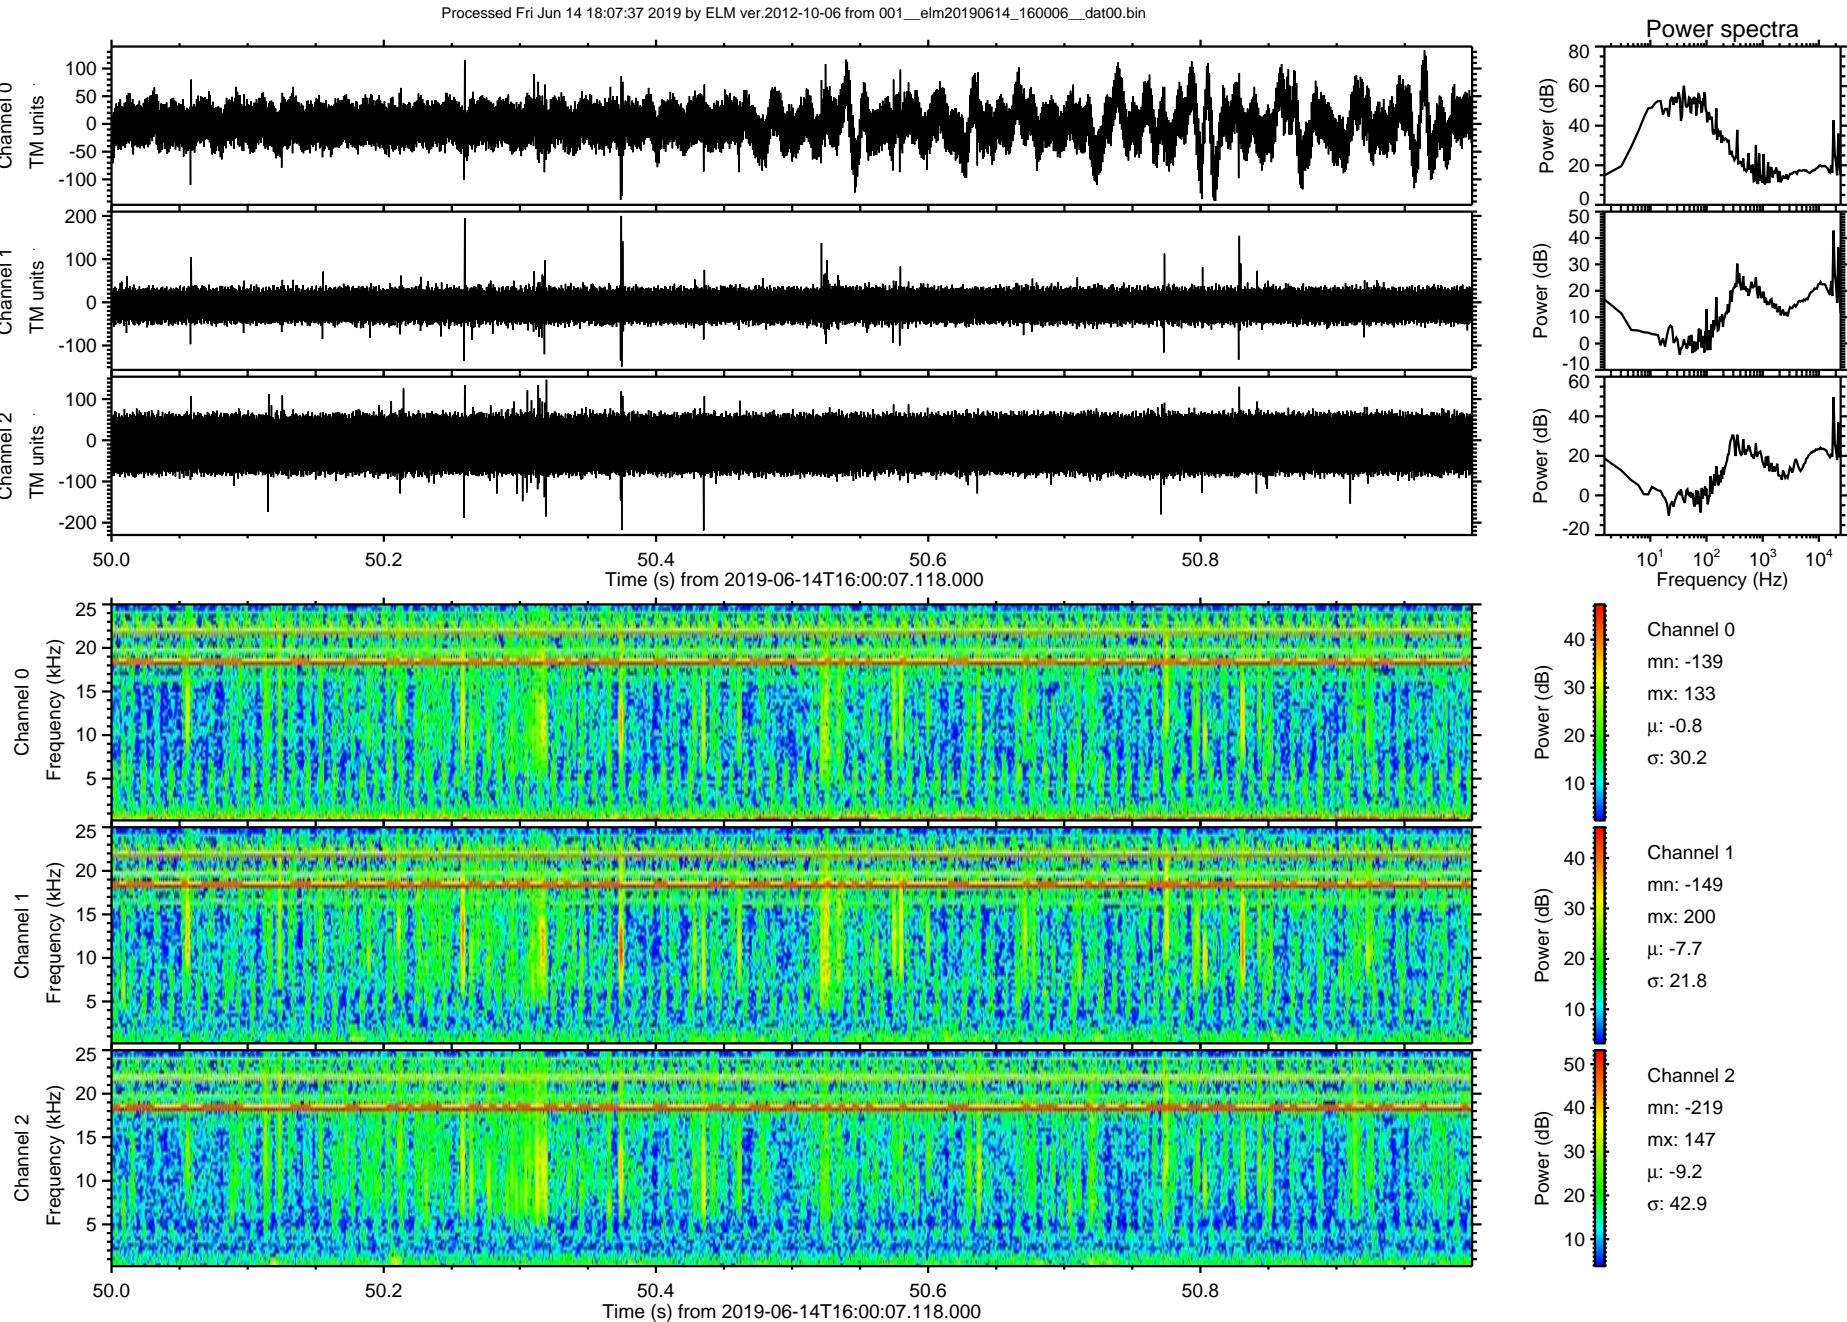 Processed Fri Jun 14 18:07:37 2019 by ELM ver.2012-10-06 from 001__elm20190614_160006__dat00.bin
Power spectra
Channel 0
TM units
100
50
0
-50
-100
Power (dB)
80
60
40
20
0
Channel 1
TM units
200
100
0
-100
Power (dB)
50
40
30
20
10
0
-10
Channel 2
TM units
100
0
-100
-200
Power (dB)
60
40
20
0
-20
50.0 50.2 50.4 50.6 50.8
Time (s) from 2019-06-14T16:00:07.118.000
10¹ 10² 10³ 10⁴
Frequency (Hz)
Channel 0
Frequency (kHz)
25
20
15
10
5
Power (dB)
40
30
20
10
Channel 0
mn: -139
mx: 133
μ: -0.8
σ: 30.2
Channel 1
Frequency (kHz)
25
20
15
10
5
Power (dB)
40
30
20
10
Channel 1
mn: -149
mx: 200
μ: -7.7
σ: 21.8
Channel 2
Frequency (kHz)
25
20
15
10
5
Power (dB)
50
40
30
20
10
Channel 2
mn: -219
mx: 147
μ: -9.2
σ: 42.9
50.0 50.2 50.4 50.6 50.8
Time (s) from 2019-06-14T16:00:07.118.000